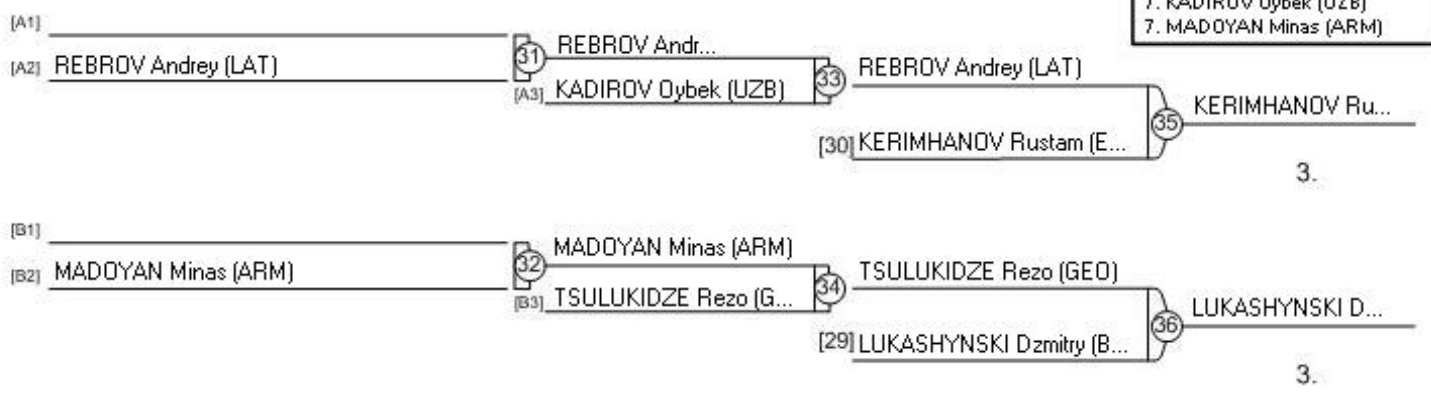 7. KADIROV Oybek (UZB)
7. MADOYAN Minas (ARM)
[A1]
[A2] REBROV Andrey (LAT)
31
REBROV Andr...
[A3] KADIROV Oybek (UZB)
33
REBROV Andrey (LAT)
[30] KERIMHANOV Rustam (E...
35
KERIMHANOV Ru...
3.
[B1]
[B2] MADOYAN Minas (ARM)
32
MADOYAN Minas (ARM)
[B3] TSULUKIDZE Rezo (G...
34
TSULUKIDZE Rezo (GEO)
[29] LUKASHYNSKI Dzmitry (B...
36
LUKASHYNSKI D...
3.